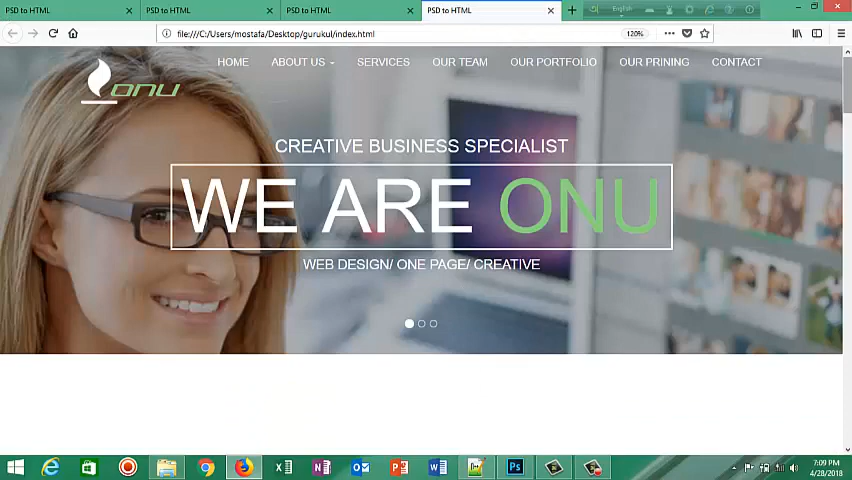 PSD to HTML
PSD to HTML
PSD to HTML
PSD to HTML
English
file:///C:/Users/mostafa/Desktop/gurukul/index.html
120%
onu
HOME
ABOUT US
SERVICES
OUR TEAM
OUR PORTFOLIO
OUR PRINING
CONTACT
CREATIVE BUSINESS SPECIALIST
WE ARE ONU
WEB DESIGN/ ONE PAGE/ CREATIVE
7:09 PM
4/28/2018